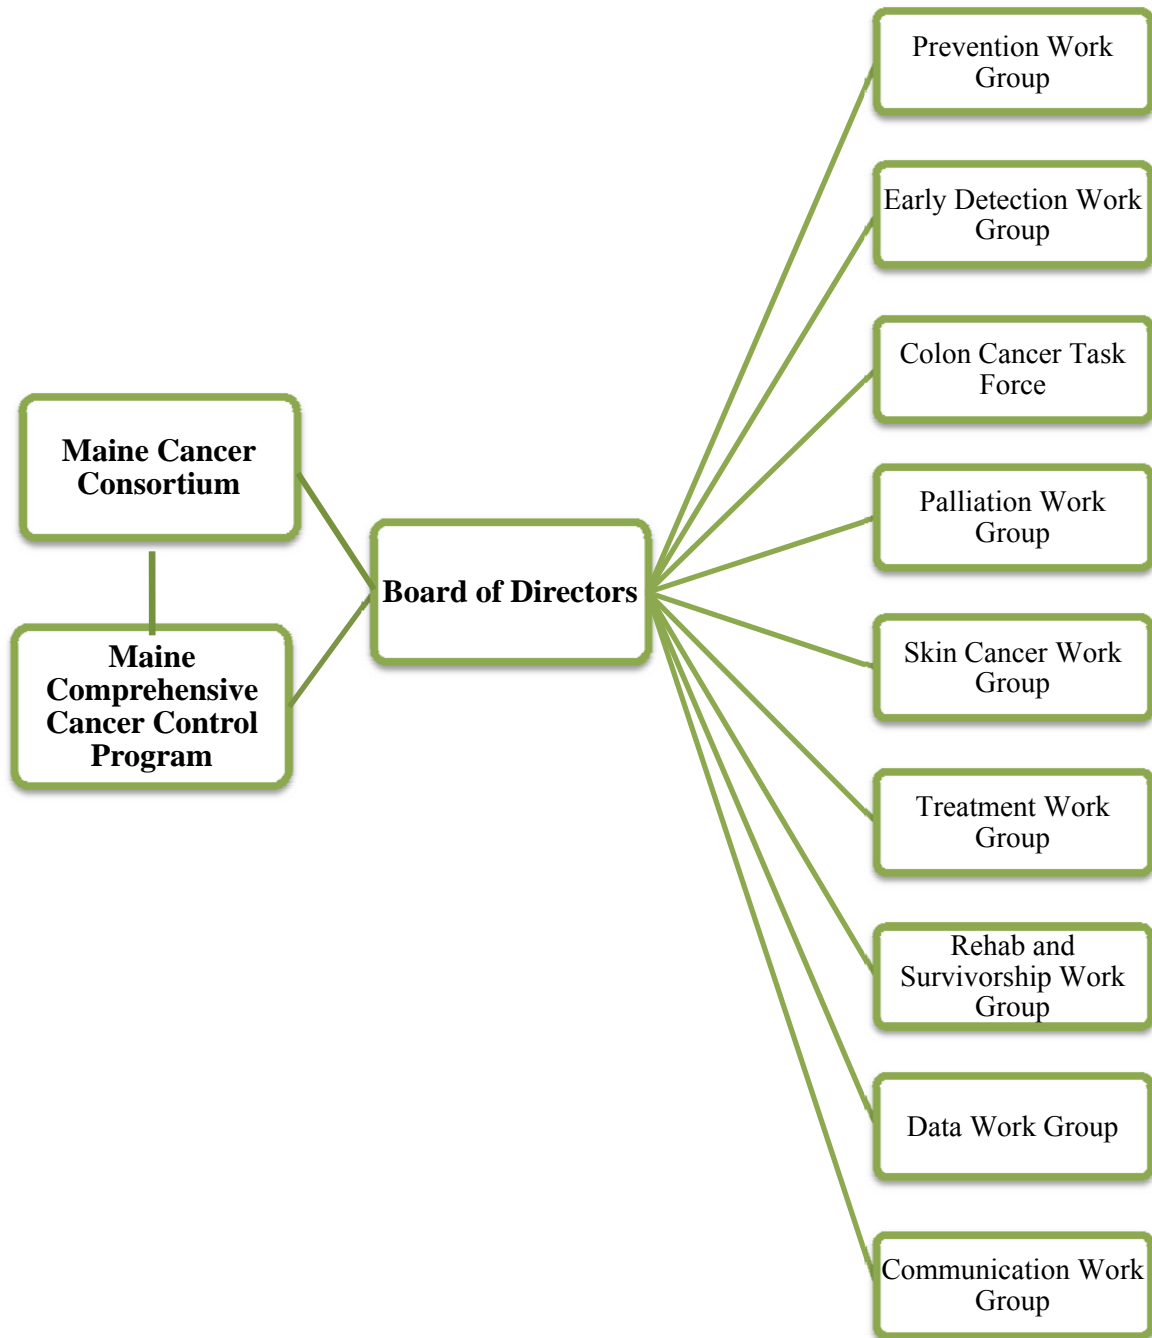 Maine Cancer
Consortium
Maine
Comprehensive
Cancer Control
Program
Board of Directors
Prevention Work
Group
Early Detection Work
Group
Colon Cancer Task
Force
Palliation Work
Group
Skin Cancer Work
Group
Treatment Work
Group
Rehab and
Survivorship Work
Group
Data Work Group
Communication Work
Group